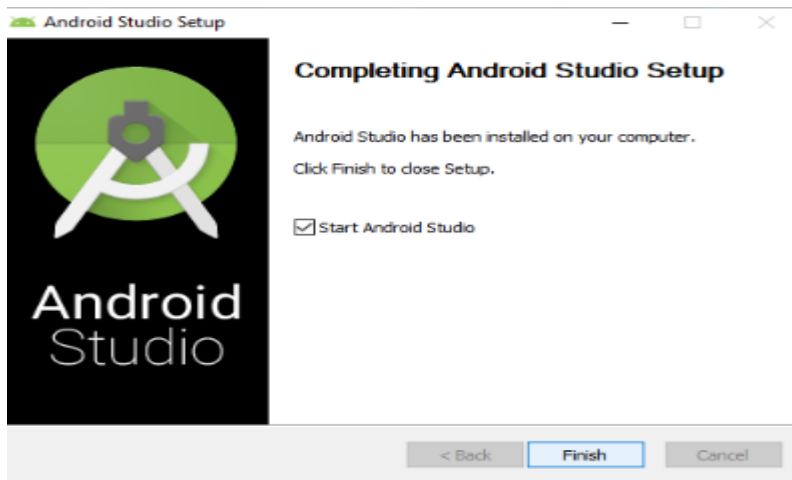 Android Studio Setup
Completing Android Studio Setup
Android Studio has been installed on your computer.
Click Finish to close Setup.
Start Android Studio
Android
Studio
< Back
Finish
Cancel